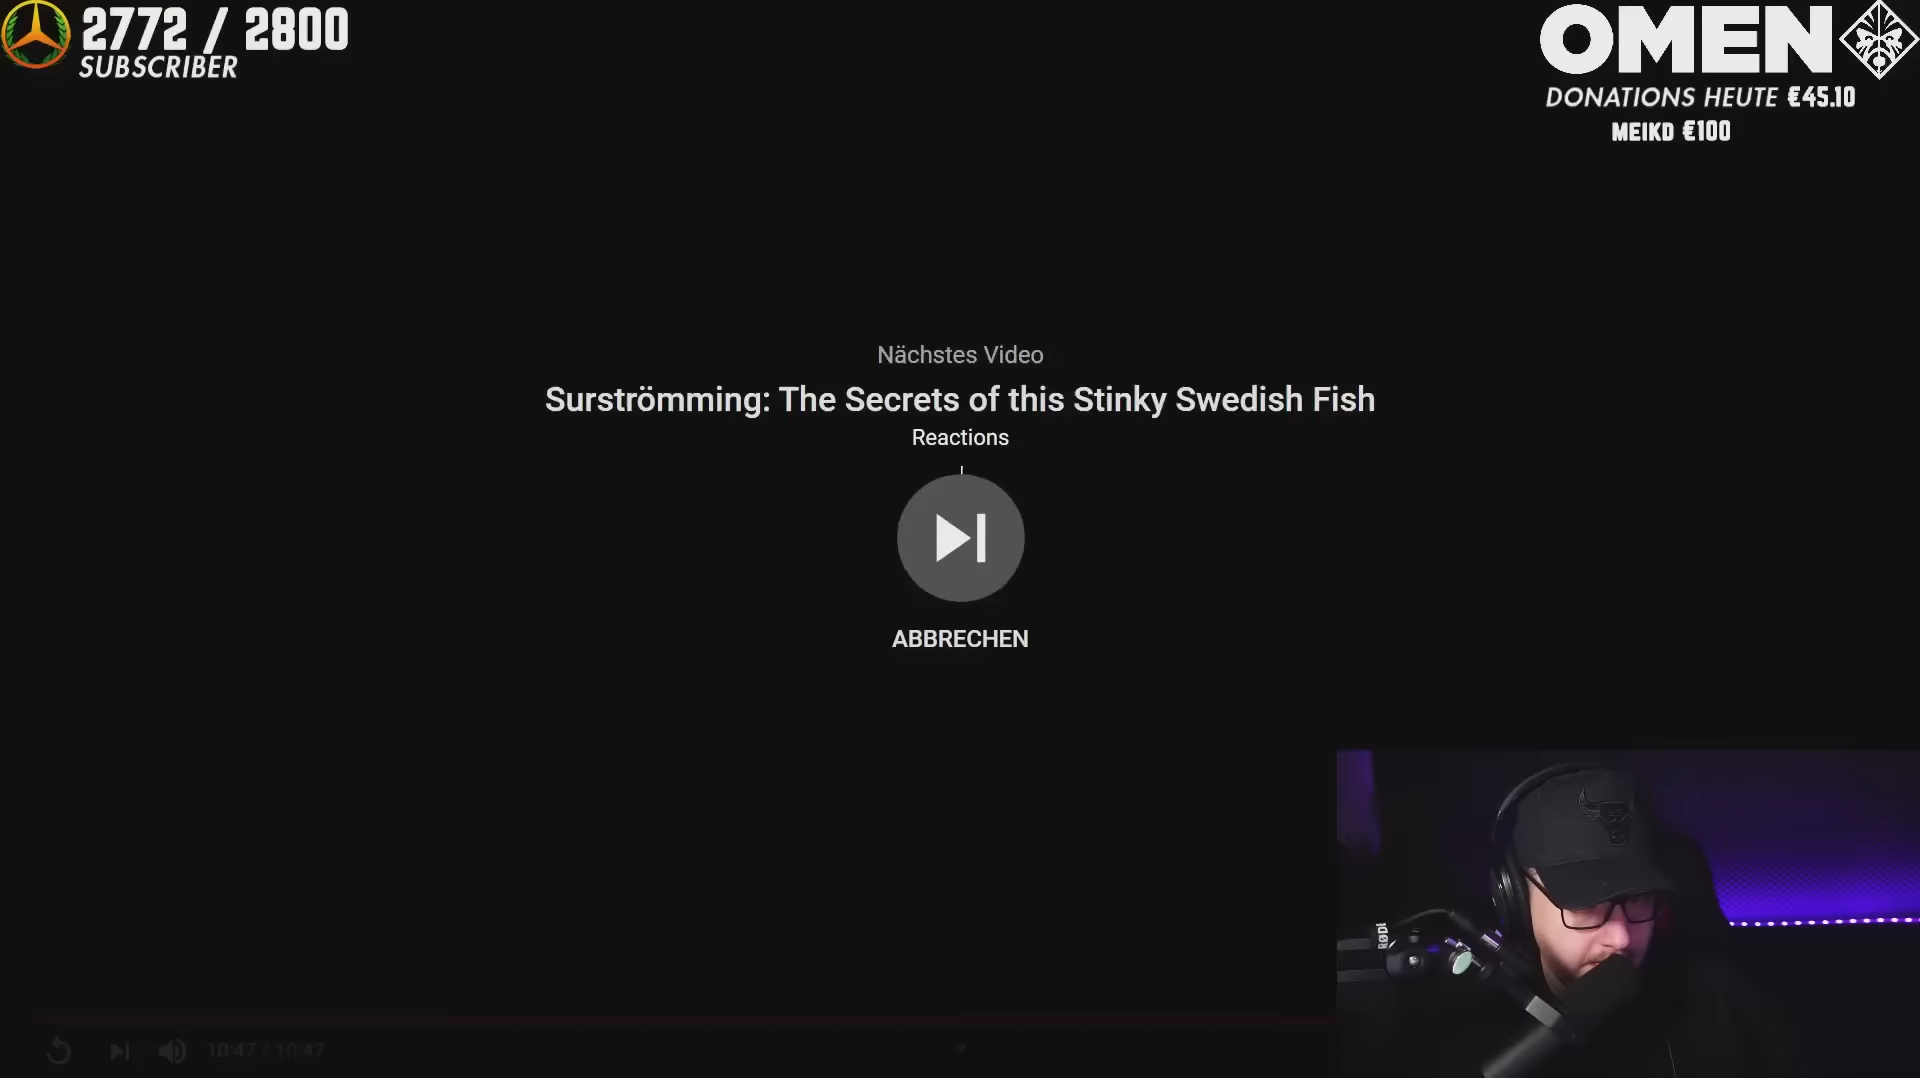 2772 / 2800
SUBSCRIBER
OMEN
DONATIONS HEUTE €45.10
MEIKD €100
Nächstes Video
Surströmming: The Secrets of this Stinky Swedish Fish
Reactions
ABBRECHEN
RØDE
10:47 / 10:47